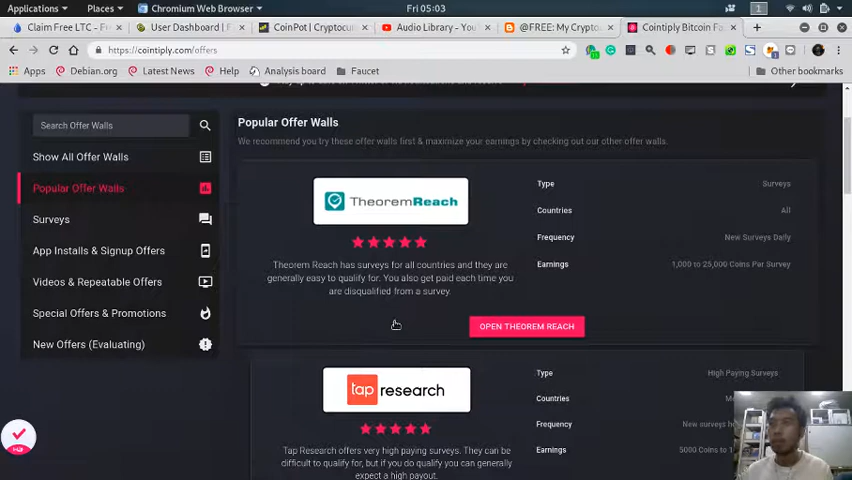 Applications Places Chromium Web Browser Fri 05:03 1
Claim Free LTC - F User Dashboard | CoinPot | Cryptocu Audio Library - You @FREE: My Crypto Cointiply Bitcoin Fa
https://cointiply.com/offers
Apps Debian.org Latest News Help Analysis board Faucet Other bookmarks
Search Offer Walls
Show All Offer Walls
Popular Offer Walls
Surveys
App Installs & Signup Offers
Videos & Repeatable Offers
Special Offers & Promotions
New Offers (Evaluating)
Popular Offer Walls
We recommend you try these offer walls first & maximize your earnings by checking out our other offer walls.
TheoremReach
Theorem Reach has surveys for all countries and they are
generally easy to qualify for. You also get paid each time you
are disqualified from a survey.
Type Surveys
Countries All
Frequency New Surveys Daily
Earnings 1,000 to 25,000 Coins Per Survey
OPEN THEOREM REACH
tap research
Tap Research offers very high paying surveys. They can be
difficult to qualify for, but if you do qualify you can generally
expect a high payout.
Type High Paying Surveys
Countries
Frequency New surveys
Earnings 5000 Coins to